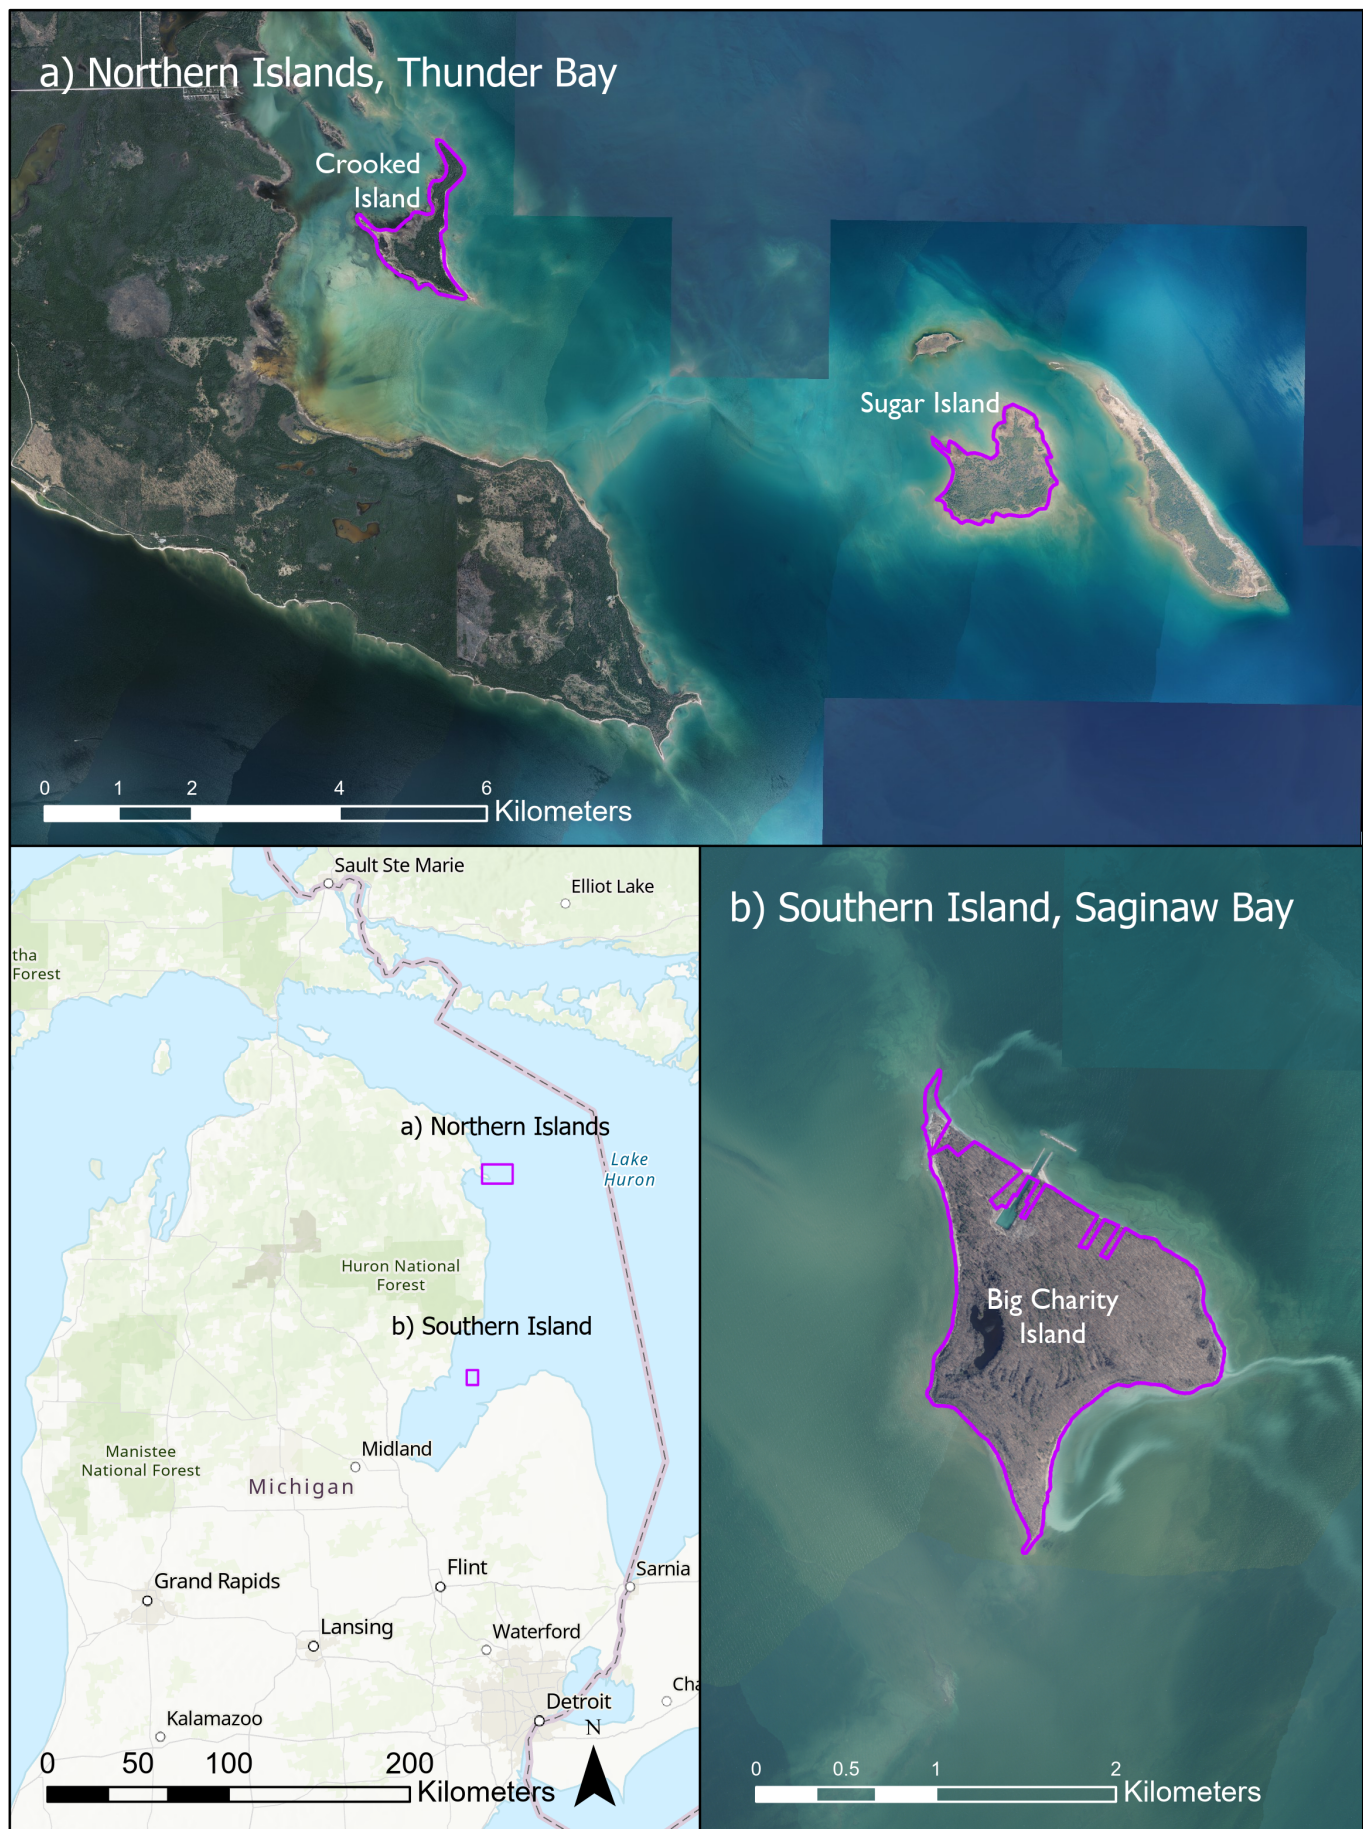 a) Northern Islands, Thunder Bay
Crooked
Island
Sugar Island
0 1 2 4 6
Kilometers
Sault Ste Marie
Elliot Lake
tha
Forest
a) Northern Islands
Lake
Huron
Huron National
Forest
b) Southern Island
Midland
Manistee
National Forest
Michigan
Flint
Sarnia
Grand Rapids
Lansing
Waterford
Cha
Detroit
Kalamazoo
N
0 50 100 200
Kilometers
b) Southern Island, Saginaw Bay
Big Charity
Island
0 0.5 1 2
Kilometers